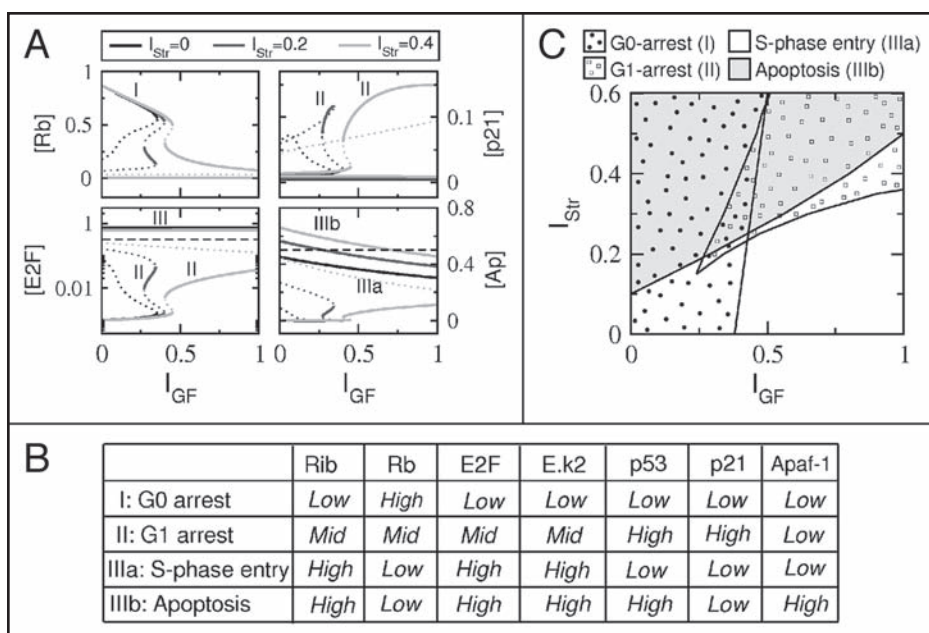 A
I_Str=0 I_Str=0.2 I_Str=0.4
1
0.5
0
[Rb]
I
II
II
0.1
0
[p21]
1
0.01
[E2F]
III
II
II
0 0.5 1
I_GF
0.8
0.4
0
[Ap]
IIIb
IIIa
0 0.5 1
I_GF
C
G0-arrest (I) S-phase entry (IIIa)
G1-arrest (II) Apoptosis (IIIb)
0.6
0.4
0.2
0
I_Str
0 0.5 1
I_GF
B
Rib Rb E2F E.k2 p53 p21 Apaf-1
I: G0 arrest Low High Low Low Low Low Low
II: G1 arrest Mid Mid Mid Mid High High Low
IIIa: S-phase entry High Low High High Low Low Low
IIIb: Apoptosis High Low High High High Low High